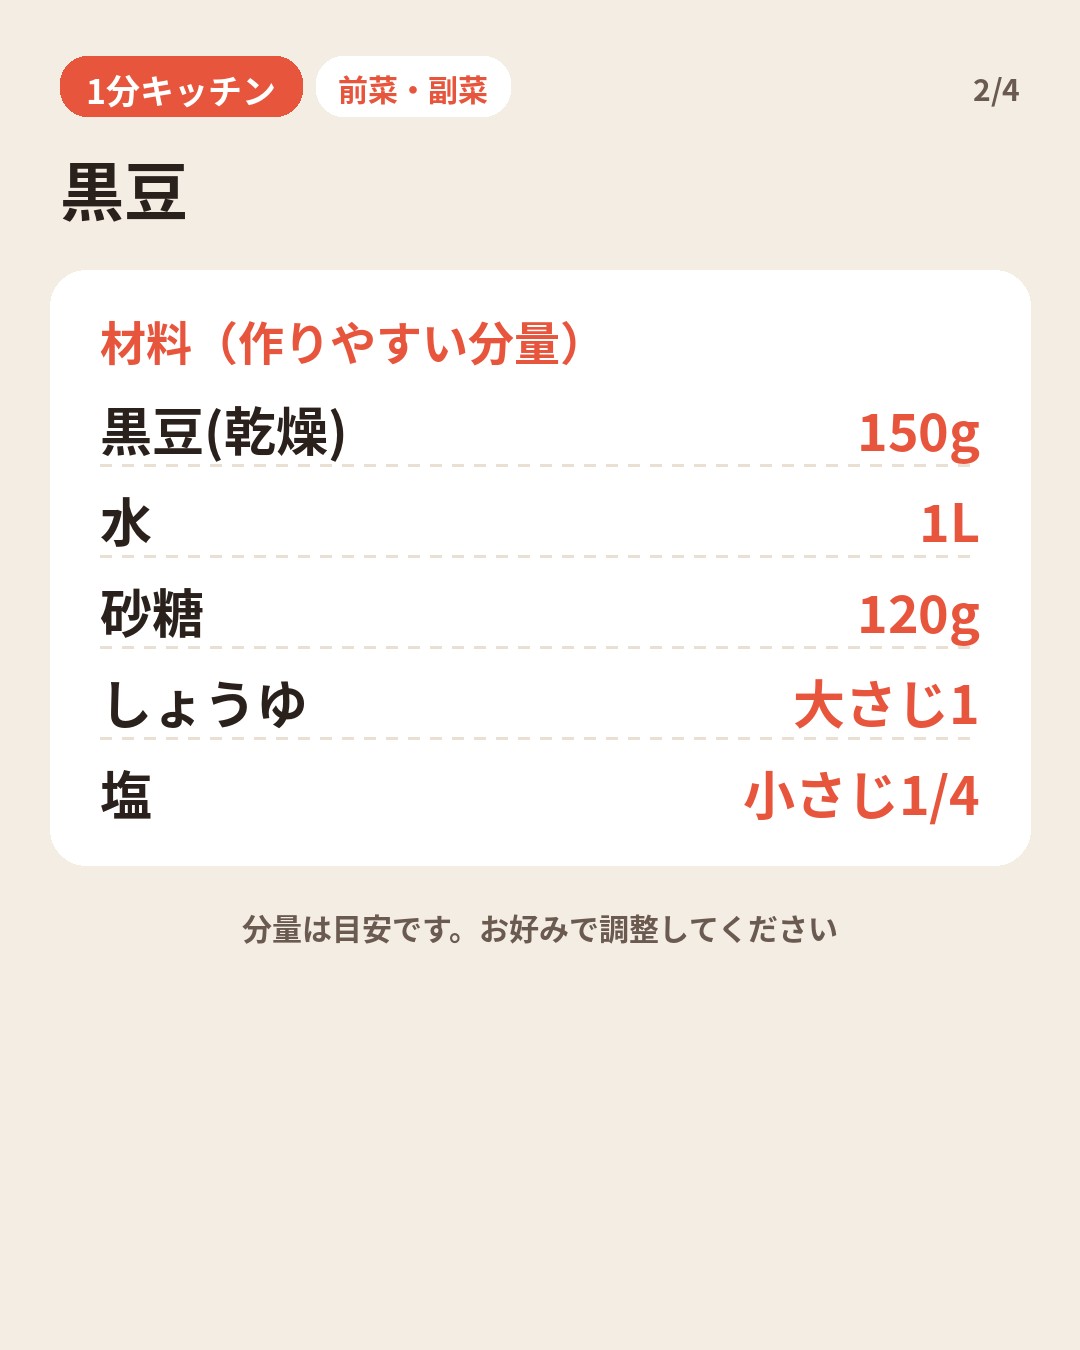 1分キッチン 前菜・副菜 2/4
黒豆
材料（作りやすい分量）
黒豆(乾燥) 150g
水 1L
砂糖 120g
しょうゆ 大さじ1
塩 小さじ1/4
分量は目安です。お好みで調整してください